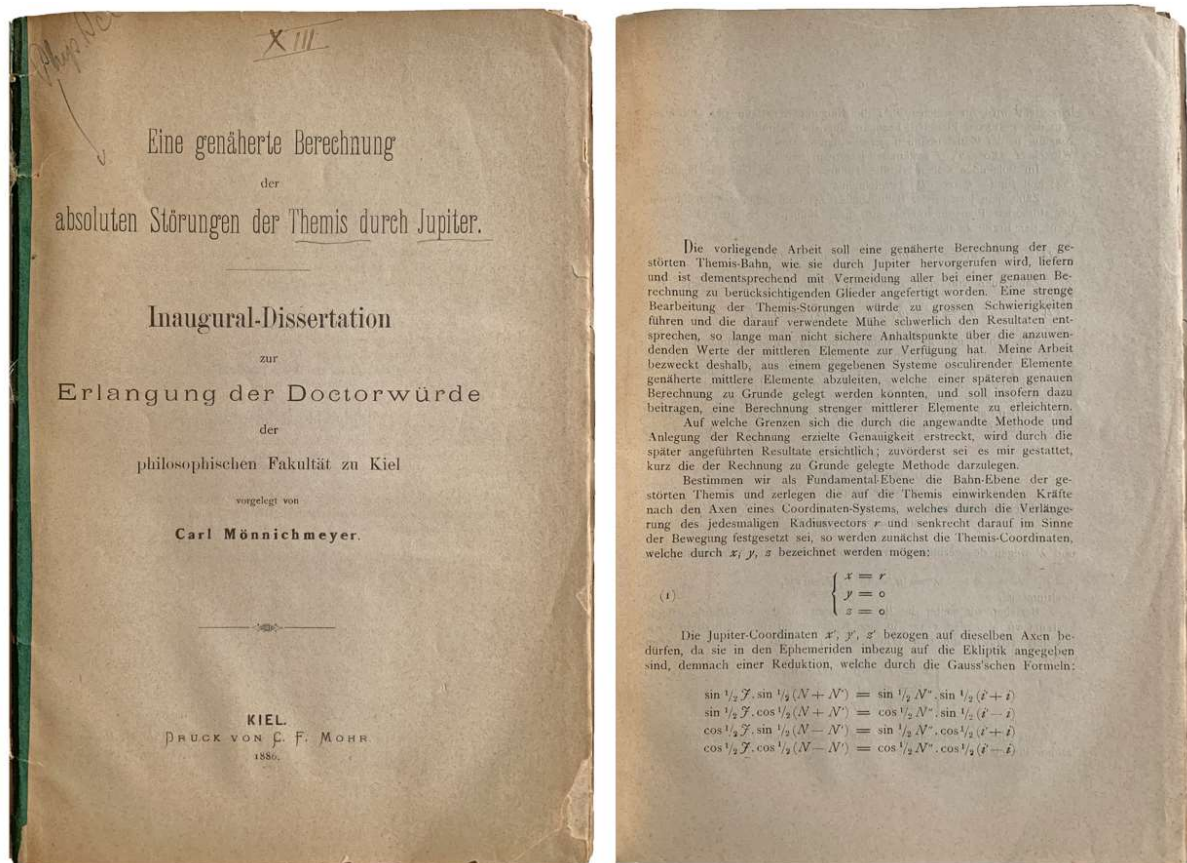 Phys.
XIII
Eine genäherte Berechnung
der
absoluten Störungen der Themis durch Jupiter.
Inaugural-Dissertation
zur
Erlangung der Doctorwürde
der
philosophischen Fakultät zu Kiel
vorgelegt von
Carl Mönnichmeyer.
KIEL.
DRUCK VON C. F. MOHR
1886.
Die vorliegende Arbeit soll eine genäherte Berechnung der ge-
störten Themis-Bahn, wie sie durch Jupiter hervorgerufen wird, liefern
und ist dementsprechend mit Vermeidung aller bei einer genauen Be-
rechnung zu berücksichtigenden Glieder angefertigt worden. Eine strenge
Bearbeitung der Themis-Störungen würde zu grossen Schwierigkeiten
führen und die darauf verwendete Mühe schwerlich den Resultaten ent-
sprechen, so lange man nicht sichere Anhaltspunkte über die anzuwen-
denden Werte der mittleren Elemente zur Verfügung hat. Meine Arbeit
bezweckt deshalb, aus einem gegebenen Systeme osculirender Elemente
genäherte mittlere Elemente abzuleiten, welche einer späteren genauen
Berechnung zu Grunde gelegt werden könnten, und soll insofern dazu
beitragen, eine Berechnung strenger mittlerer Elemente zu erleichtern.
Auf welche Grenzen sich die durch die angewandte Methode und
Anlegung der Rechnung erzielte Genauigkeit erstreckt, wird durch die
später angeführten Resultate ersichtlich; zuvörderst sei es mir gestattet,
kurz die der Rechnung zu Grunde gelegte Methode darzulegen.
Bestimmen wir als Fundamental-Ebene die Bahn-Ebene der ge-
störten Themis und zerlegen die auf die Themis einwirkenden Kräfte
nach den Axen eines Coordinaten-Systems, welches durch die Verlänge-
rung des jedesmaligen Radiusvectors r und senkrecht darauf im Sinne
der Bewegung festgesetzt sei, so werden zunächst die Themis-Coordinaten,
welche durch x, y, z bezeichnet werden mögen:
x = r
(1) y = o
z = o
Die Jupiter-Coordinaten x', y', z' bezogen auf dieselben Axen be-
dürfen, da sie in den Ephemeriden inbezug auf die Ekliptik angegeben
sind, demnach einer Reduktion, welche durch die Gauss'schen Formeln:
sin ¹/₂ J. sin ¹/₂ (N + N') = sin ¹/₂ N''. sin ¹/₂ (i' + i)
sin ¹/₂ J. cos ¹/₂ (N + N') = cos ¹/₂ N''. sin ¹/₂ (i' — i)
cos ¹/₂ J. sin ¹/₂ (N — N') = sin ¹/₂ N''. cos ¹/₂ (i' + i)
cos ¹/₂ J. cos ¹/₂ (N — N') = cos ¹/₂ N''. cos ¹/₂ (i' — i)